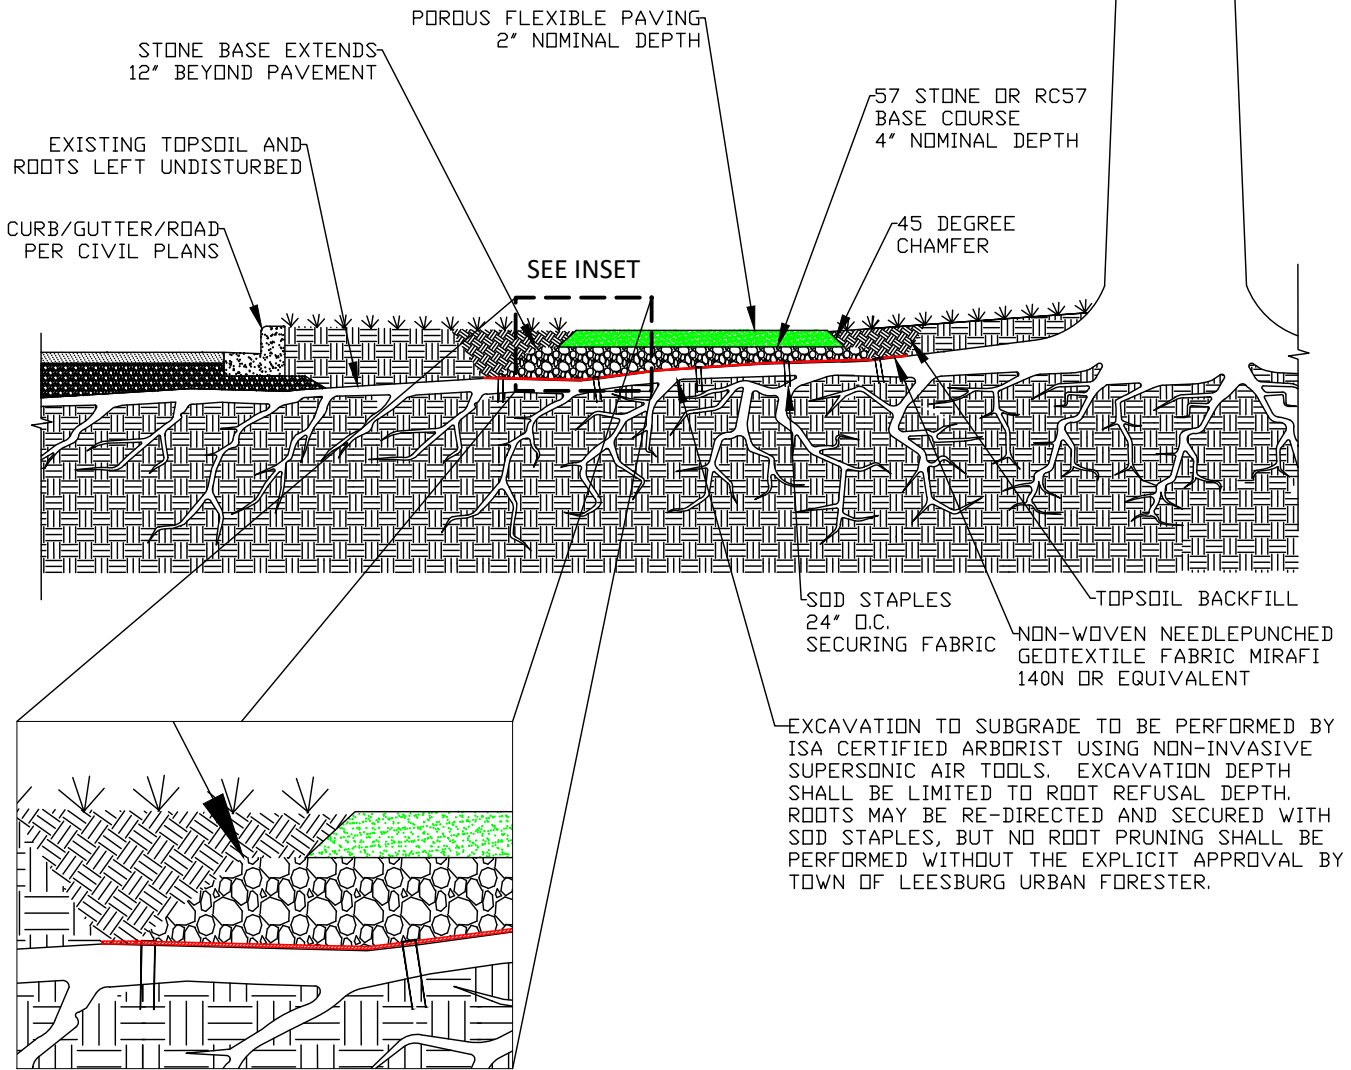 POROUS FLEXIBLE PAVING
2" NOMINAL DEPTH
STONE BASE EXTENDS
12" BEYOND PAVEMENT
57 STONE OR RC57
BASE COURSE
4" NOMINAL DEPTH
EXISTING TOPSOIL AND
ROOTS LEFT UNDISTURBED
CURB/GUTTER/ROAD
PER CIVIL PLANS
45 DEGREE
CHAMFER
SEE INSET
SOD STAPLES
24" O.C.
SECURING FABRIC
TOPSOIL BACKFILL
NON-WOVEN NEEDLEPUNCHED
GEOTEXTILE FABRIC MIRAFI
140N OR EQUIVALENT
EXCAVATION TO SUBGRADE TO BE PERFORMED BY
ISA CERTIFIED ARBORIST USING NON-INVASIVE
SUPERSONIC AIR TOOLS. EXCAVATION DEPTH
SHALL BE LIMITED TO ROOT REFUSAL DEPTH.
ROOTS MAY BE RE-DIRECTED AND SECURED WITH
SOD STAPLES, BUT NO ROOT PRUNING SHALL BE
PERFORMED WITHOUT THE EXPLICIT APPROVAL BY
TOWN OF LEESBURG URBAN FORESTER.